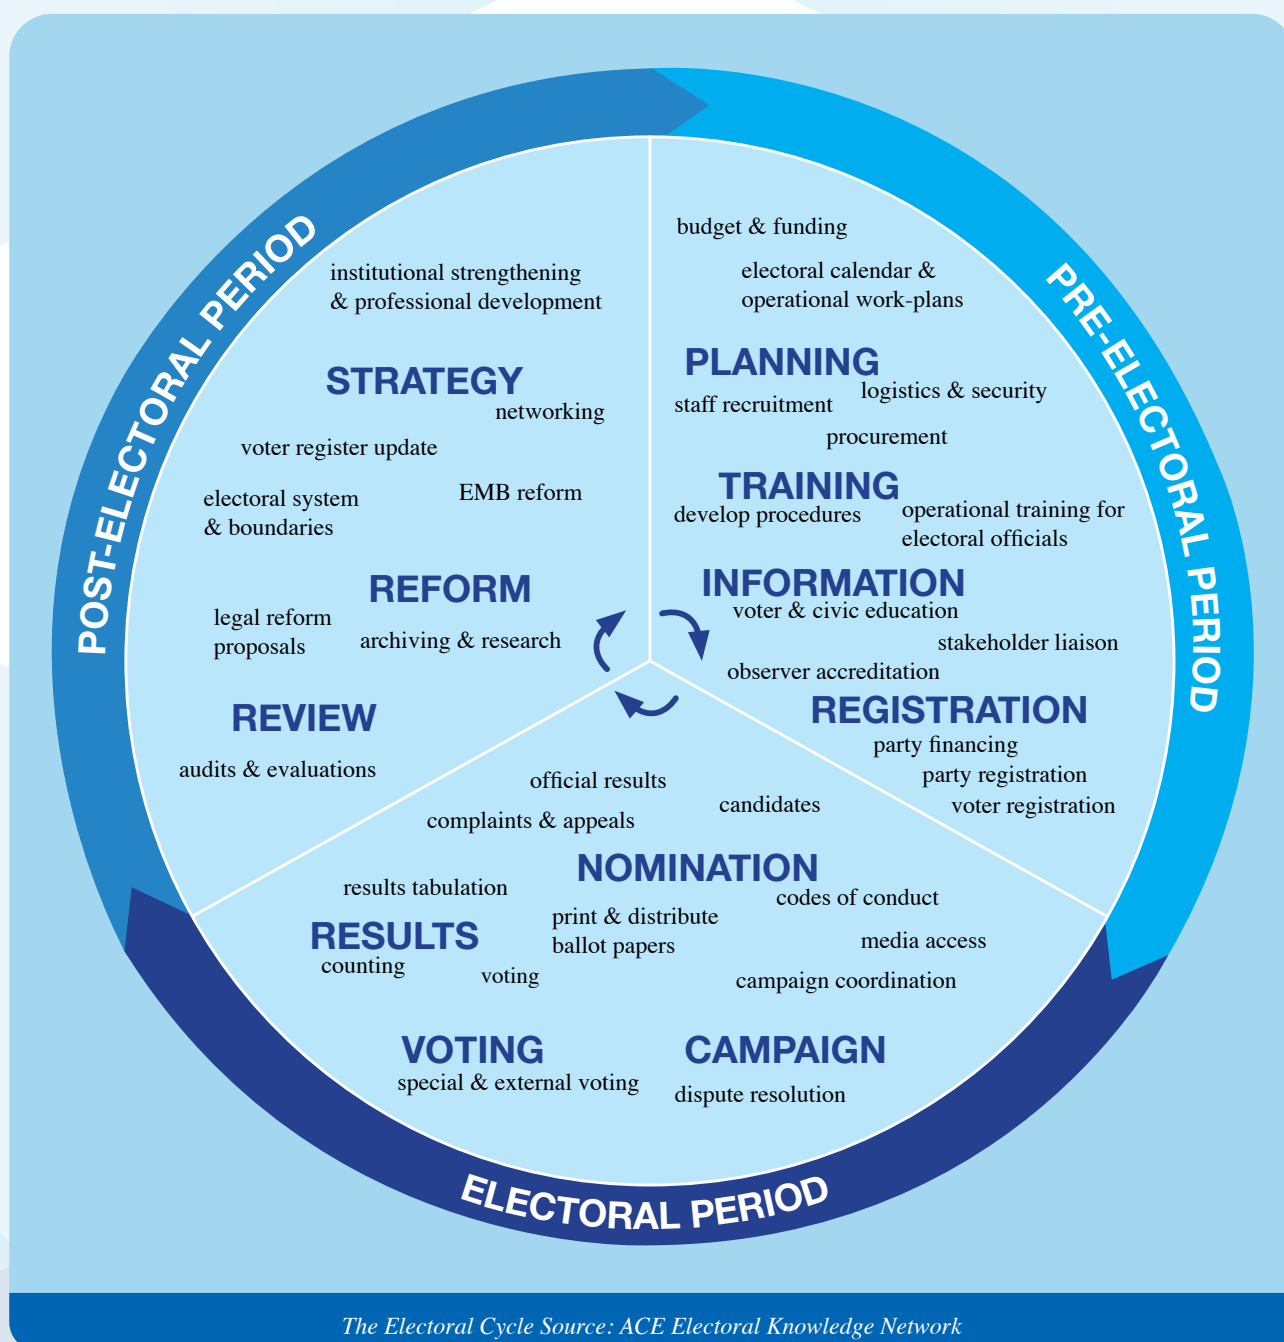 POST-ELECTORAL PERIOD
PRE-ELECTORAL PERIOD
ELECTORAL PERIOD
budget & funding
electoral calendar &
operational work-plans
PLANNING
logistics & security
staff recruitment
procurement
TRAINING
develop procedures
operational training for
electoral officials
INFORMATION
voter & civic education
stakeholder liaison
observer accreditation
REGISTRATION
party financing
party registration
voter registration
candidates
NOMINATION
codes of conduct
print & distribute
ballot papers
media access
campaign coordination
CAMPAIGN
dispute resolution
VOTING
special & external voting
voting
counting
RESULTS
results tabulation
complaints & appeals
official results
audits & evaluations
REVIEW
legal reform
proposals
archiving & research
REFORM
electoral system
& boundaries
EMB reform
voter register update
networking
STRATEGY
institutional strengthening
& professional development
The Electoral Cycle Source: ACE Electoral Knowledge Network